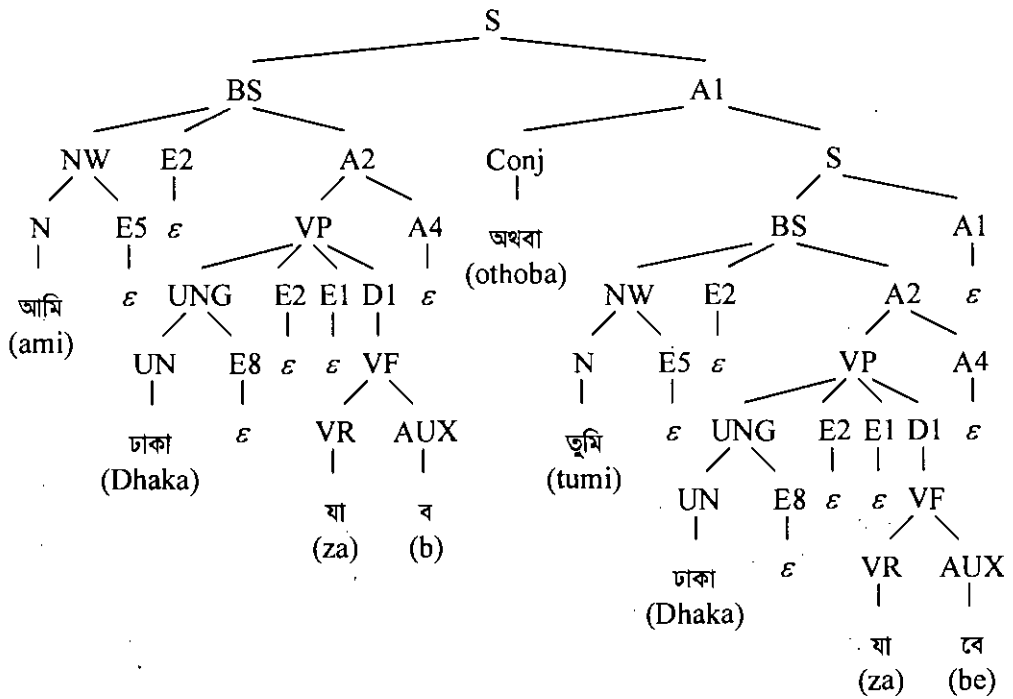 S
BS A1
NW E2 A2 Conj S
N E5 ε VP A4 অথবা BS A1
(othoba)
আমি ε UNG E2 E1 D1 ε NW E2 A2 ε
(ami)
UN E8 ε ε VF N E5 ε VP A4
ঢাকা ε VR AUX তুমি ε UNG E2 E1 D1 ε
(Dhaka) (tumi)
যা ব UN E8 ε ε VF
(za) (b)
ঢাকা ε VR AUX
(Dhaka)
যা বে
(za) (be)